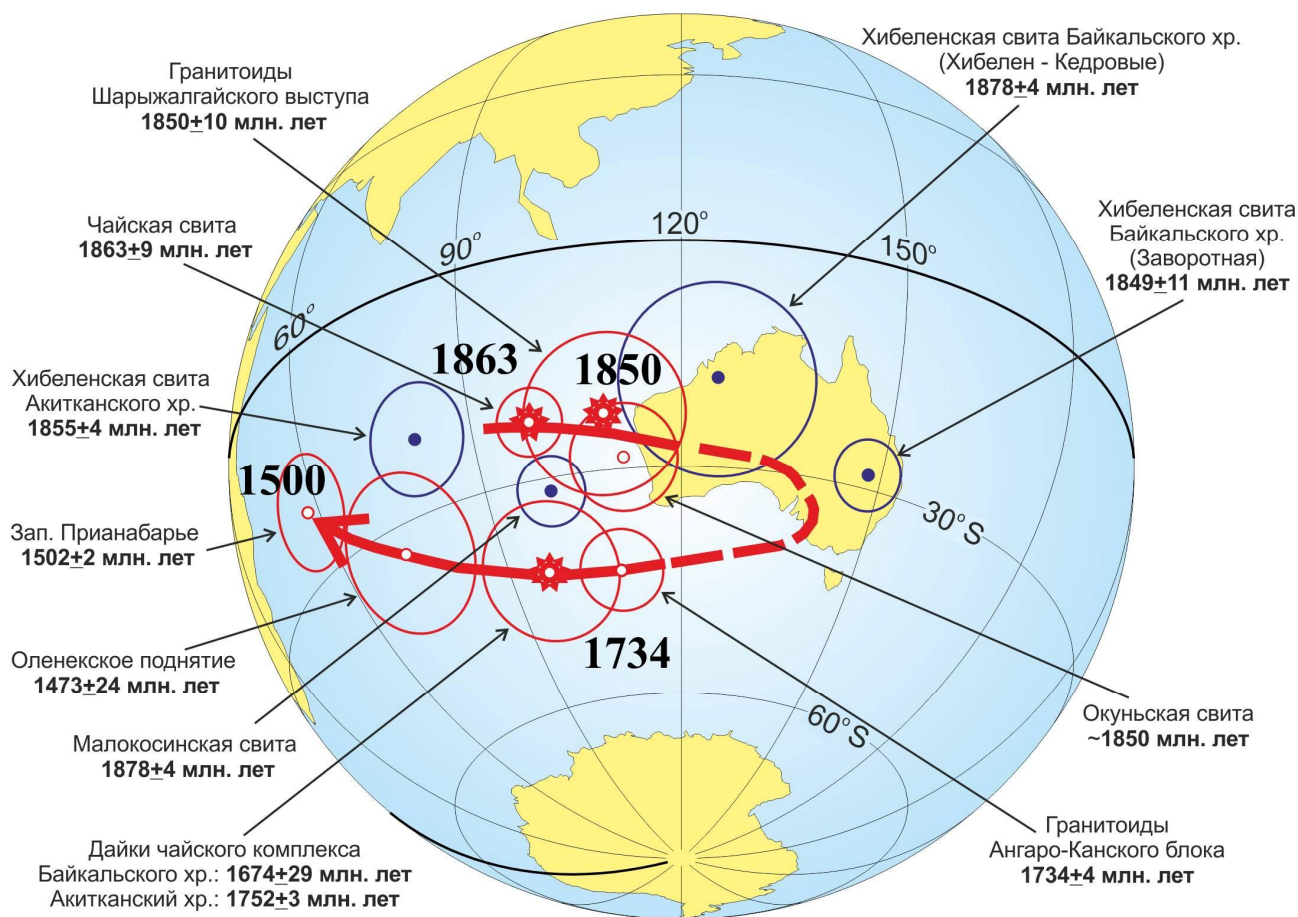 Гранитоиды
Шарыжалгайского выступа
1850±10 млн. лет
Хибеленская свита Байкальского хр.
(Хибелен - Кедровые)
1878±4 млн. лет
Чайская свита
1863±9 млн. лет
Хибеленская свита
Байкальского хр.
(Заворотная)
1849±11 млн. лет
60°
90°
120°
150°
1863
1850
Хибеленская свита
Акитканского хр.
1855±4 млн. лет
1500
30°S
Зап. Прианабарье
1502±2 млн. лет
1734
Оленекское поднятие
1473±24 млн. лет
60°S
Окуньская свита
~1850 млн. лет
Малокосинская свита
1878±4 млн. лет
Дайки чайского комплекса
Байкальского хр.: 1674±29 млн. лет
Акитканский хр.: 1752±3 млн. лет
Гранитоиды
Ангаро-Канского блока
1734±4 млн. лет